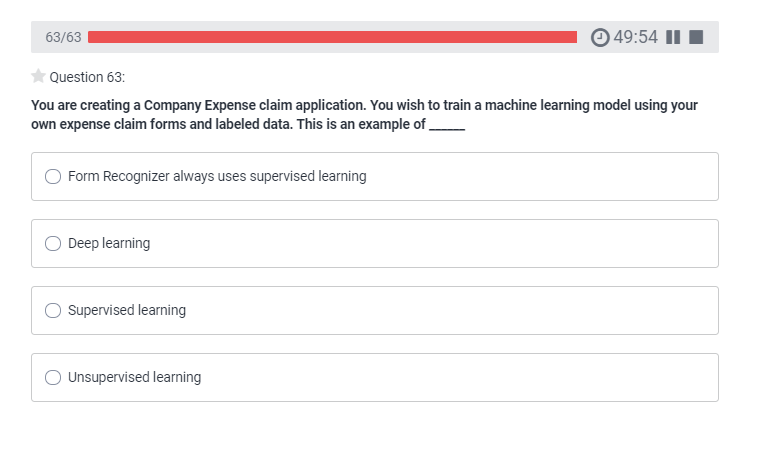 63/63
49:54
Question 63:
You are creating a Company Expense claim application. You wish to train a machine learning model using your
own expense claim forms and labeled data. This is an example of ______
Form Recognizer always uses supervised learning
Deep learning
Supervised learning
Unsupervised learning